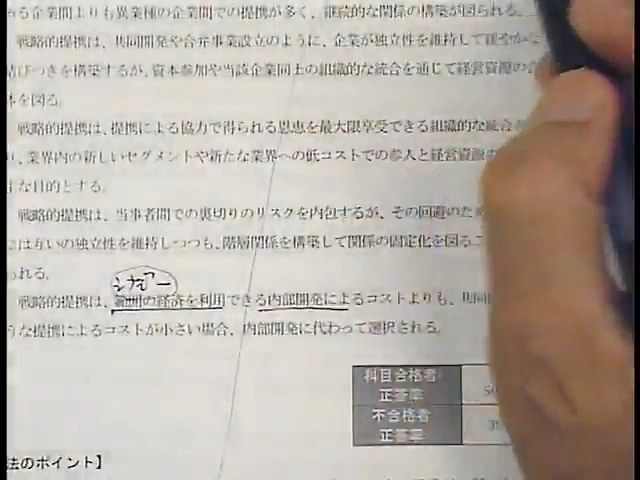 る企業間よりも異業種の企業間での提携が多く、継続的な関係の構築が図られる。
戦略的提携は、共同開発や合弁事業設立のように、企業が独立性を維持して緩やかな
結びつきを構築するが、資本参加や当該企業同士の組織的な統合を通じて経営資源の
を図る。
戦略的提携は、提携による協力で得られる恩恵を最大限享受できる組織的な統合
、業界内の新しいセグメントや新たな業界への低コストでの参入と経営資源の
な目的とする。
戦略的提携は、当事者間での裏切りのリスクを内包するが、その回避のため
は互いの独立性を維持しつつも、階層関係を構築して関係の固定化を図る
られる。
シナジー
戦略的提携は、範囲の経済を利用できる内部開発によるコストよりも、共同
うな提携によるコストが小さい場合、内部開発に代わって選択される。
科目合格者
正答率
不合格者
正答率
法のポイント】